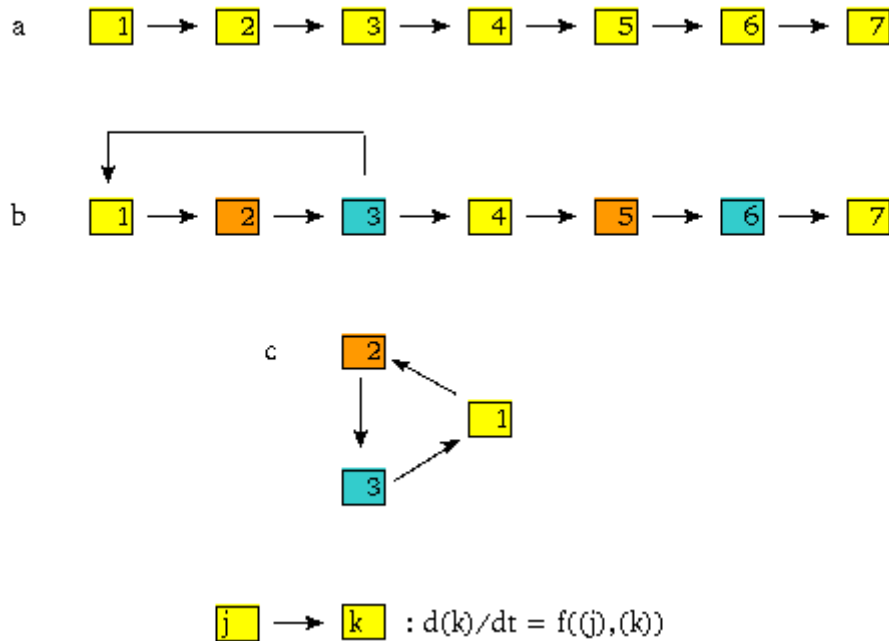 a 1 2 3 4 5 6 7
b 1 2 3 4 5 6 7
c 2
1
3
j k : d(k)/dt = f((j),(k))